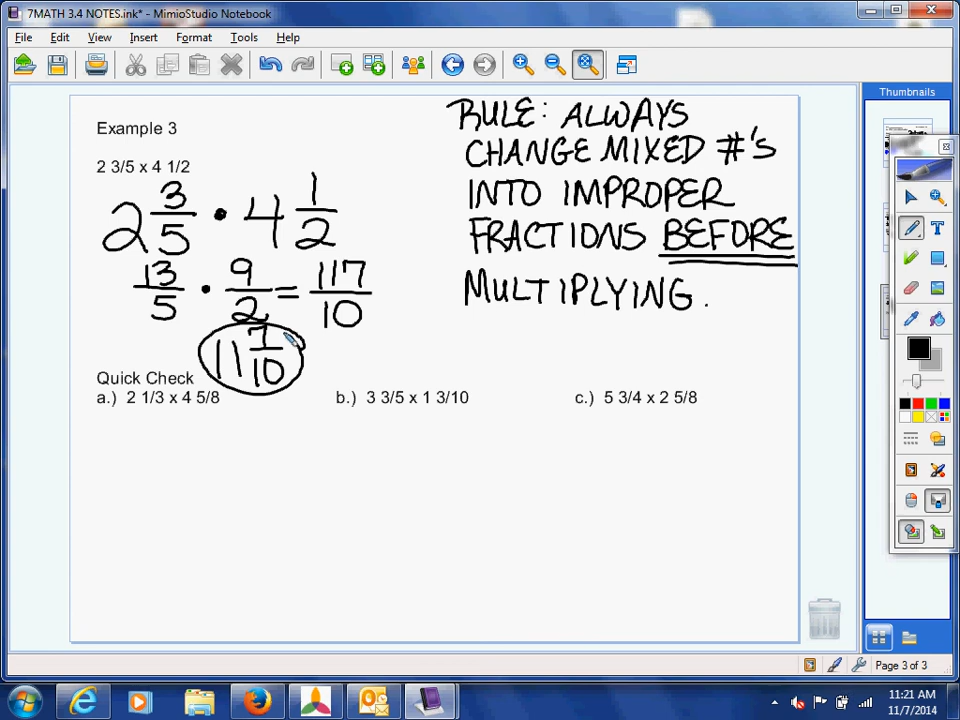 7MATH 3.4 NOTES.ink* - MimioStudio Notebook
File Edit View Insert Format Tools Help
Thumbnails
Example 3
2 3/5 x 4 1/2
2 3/5 · 4 1/2
13/5 · 9/2 = 117/10
11 7/10
RULE: ALWAYS
CHANGE MIXED #'S
INTO IMPROPER
FRACTIONS BEFORE
MULTIPLYING.
Quick Check
a.) 2 1/3 x 4 5/8 b.) 3 3/5 x 1 3/10 c.) 5 3/4 x 2 5/8
Page 3 of 3
11:21 AM
11/7/2014